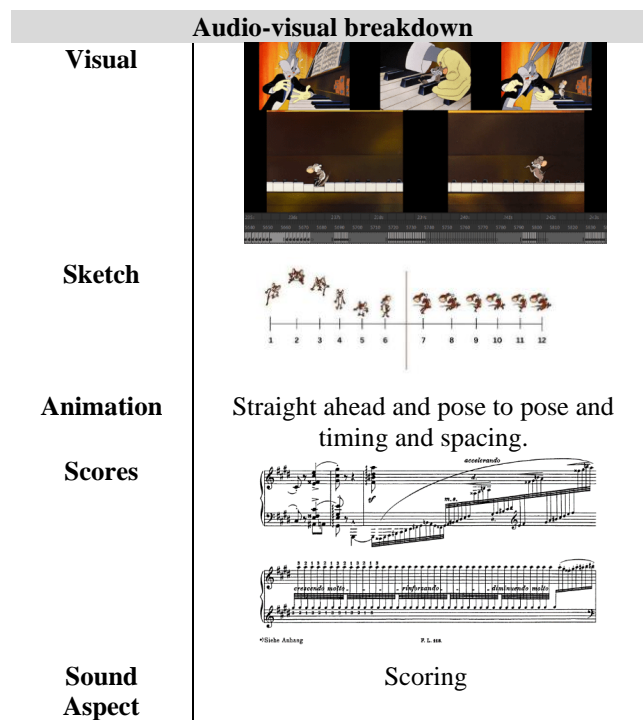 Audio-visual breakdown
Visual
Sketch
1 2 3 4 5 6 7 8 9 10 11 12
Animation
Straight ahead and pose to pose and
timing and spacing.
Scores
accelerando
sf
m.s.
crescendo molto
rinforzando
diminuendo molto
*)Siehe Anhang
P. L. 468.
Sound
Aspect
Scoring